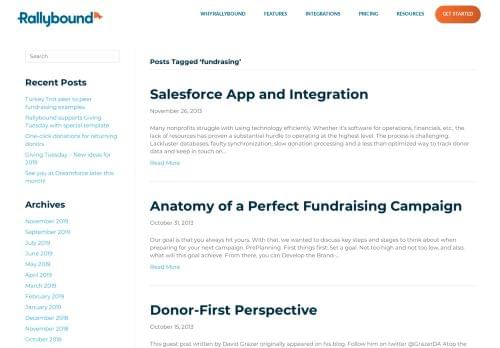 Rallybound
WHY RALLYBOUND
FEATURES
INTEGRATIONS
PRICING
RESOURCES
GET STARTED
Search
Recent Posts
Turkey Trot peer to peer
fundraising examples
Rallybound supports Giving
Tuesday with special template
One-click donations for returning
donors
Giving Tuesday – New ideas for
2019
See you at Dreamforce later this
month!
Archives
November 2019
September 2019
July 2019
June 2019
May 2019
April 2019
March 2019
February 2019
January 2019
December 2018
November 2018
October 2018
Posts Tagged ‘fundrasing’
Salesforce App and Integration
November 26, 2013
Many nonprofits struggle with using technology efficiently. Whether it's software for operations, financials, etc., the
lack of resources has proven a substantial hurdle to operating at the highest level. The process is challenging.
Lackluster databases, faulty synchronization, slow donation processing and a less than optimized way to track donor
data and keep in touch on...
Read More
Anatomy of a Perfect Fundraising Campaign
October 31, 2013
Our goal is that you always hit yours. With that, we wanted to discuss key steps and stages to think about when
preparing for your next campaign. PrePlanning. First things first. Set a goal. Not too high and not too low, and also,
what will this goal achieve. From there, you can Develop the Brand-...
Read More
Donor-First Perspective
October 15, 2013
This guest post written by David Grazer originally appeared on his blog. Follow him on twitter @GrazerDA Atop the